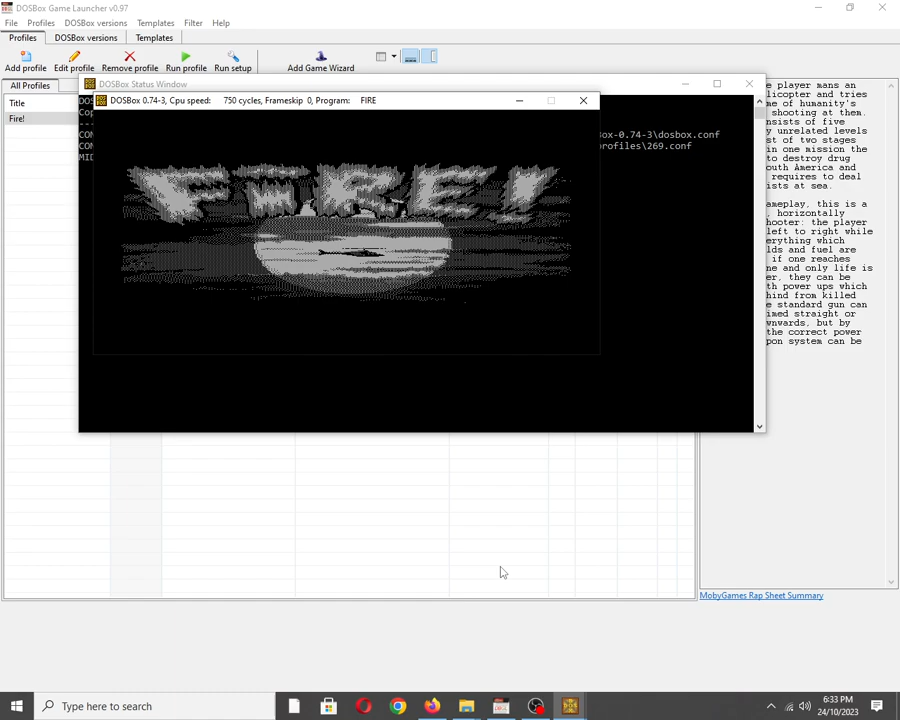 DOSBox Game Launcher v0.97
File Profiles DOSBox versions Templates Filter Help
Profiles DOSBox versions Templates
Add profile Edit profile Remove profile Run profile Run setup Add Game Wizard
All Profiles
Title
Fire!
DOSBox Status Window
DOSBox 0.74-3, Cpu speed: 750 cycles, Frameskip 0, Program: FIRE
FIRE!
Box-0.74-3\dosbox.conf
profiles\269.conf
e player mans an
licopter and tries
me of humanity's
shooting at them.
nsists of five
y unrelated levels
st of two stages
in one mission the
to destroy drug
outh America and
requires to deal
ists at sea.
ameplay, this is a
, horizontally
hooter: the player
left to right while
erything which
lds and fuel are
if one reaches
ne and only life is
er, they can be
th power ups which
hind from killed
e standard gun can
imed straight or
wnwards, but by
the correct power
pon system can be
MobyGames Rap Sheet Summary
Type here to search
6:33 PM
24/10/2023